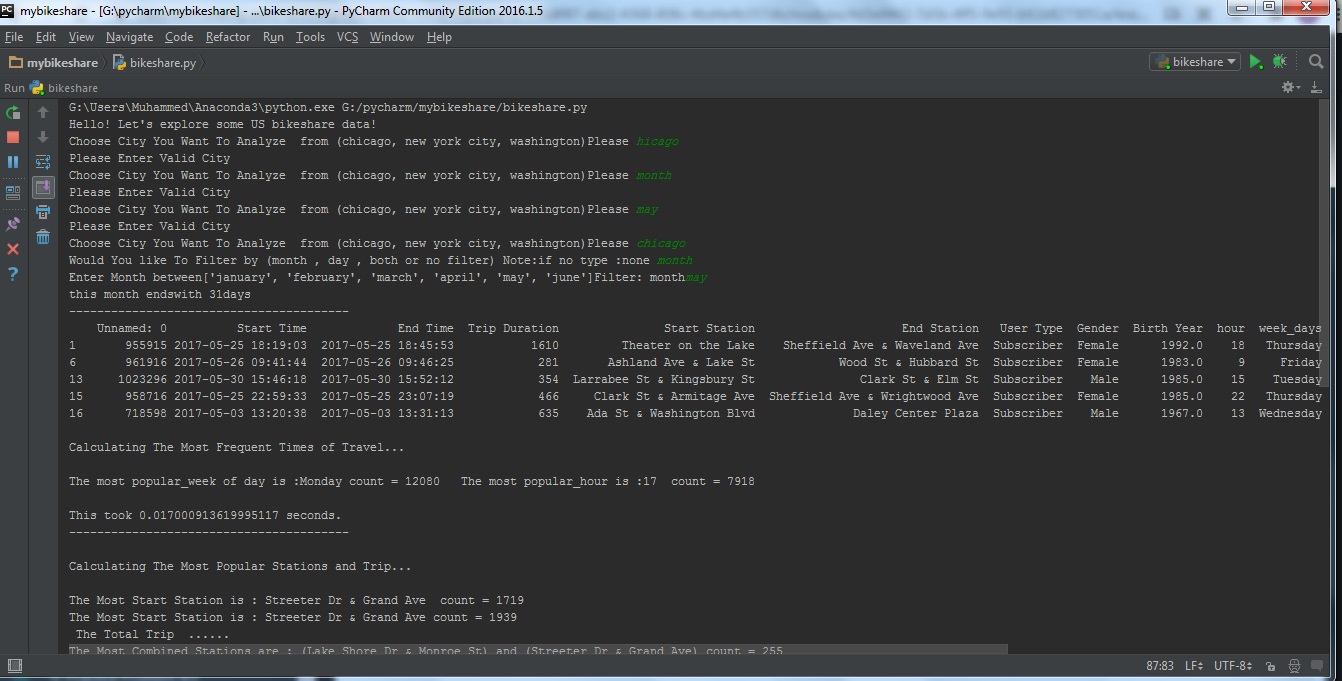 mybikeshare - [G:\pycharm\mybikeshare] - ...\bikeshare.py - PyCharm Community Edition 2016.1.5
File Edit View Navigate Code Refactor Run Tools VCS Window Help
mybikeshare bikeshare.py bikeshare
Run bikeshare
G:\Users\Muhammed\Anaconda3\python.exe G:/pycharm/mybikeshare/bikeshare.py
Hello! Let's explore some US bikeshare data!
Choose City You Want To Analyze  from (chicago, new york city, washington)Please hicago
Please Enter Valid City
Choose City You Want To Analyze  from (chicago, new york city, washington)Please month
Please Enter Valid City
Choose City You Want To Analyze  from (chicago, new york city, washington)Please may
Please Enter Valid City
Choose City You Want To Analyze  from (chicago, new york city, washington)Please chicago
Would You like To Filter by (month , day , both or no filter) Note:if no type :none month
Enter Month between['january', 'february', 'march', 'april', 'may', 'june']Filter: monthmay
this month endswith 31days
----------------------------------------
Unnamed: 0 Start Time End Time Trip Duration Start Station End Station User Type Gender Birth Year hour week_days
1 955915 2017-05-25 18:19:03 2017-05-25 18:45:53 1610 Theater on the Lake Sheffield Ave & Waveland Ave Subscriber Female 1992.0 18 Thursday
6 961916 2017-05-26 09:41:44 2017-05-26 09:46:25 281 Ashland Ave & Lake St Wood St & Hubbard St Subscriber Female 1983.0 9 Friday
13 1023296 2017-05-30 15:46:18 2017-05-30 15:52:12 354 Larrabee St & Kingsbury St Clark St & Elm St Subscriber Male 1985.0 15 Tuesday
15 958716 2017-05-25 22:59:33 2017-05-25 23:07:19 466 Clark St & Armitage Ave Sheffield Ave & Wrightwood Ave Subscriber Female 1985.0 22 Thursday
16 718598 2017-05-03 13:20:38 2017-05-03 13:31:13 635 Ada St & Washington Blvd Daley Center Plaza Subscriber Male 1967.0 13 Wednesday
Calculating The Most Frequent Times of Travel...
The most popular_week of day is :Monday count = 12080   The most popular_hour is :17  count = 7918
This took 0.017000913619995117 seconds.
----------------------------------------
Calculating The Most Popular Stations and Trip...
The Most Start Station is : Streeter Dr & Grand Ave  count = 1719
The Most Start Station is : Streeter Dr & Grand Ave count = 1939
The Total Trip  ......
The Most Combined Stations are : (Lake Shore Dr & Monroe St) and (Streeter Dr & Grand Ave) count = 255
87:83 LF UTF-8